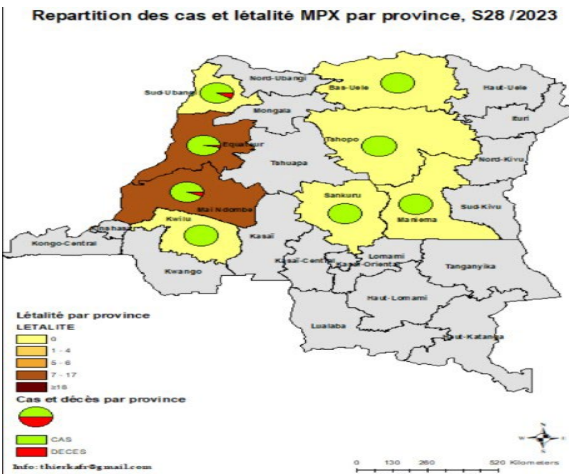 Repartition des cas et létalité MPX par province, S28 /2023
Nord-Ubangi
Sud-Ubangi
Bas-Uele
Haut-Uele
Mongala
Ituri
Equateur
Tshopo
Tshuapa
Nord-Kivu
Mai Ndombe
Sankuru
Maniema
Sud-Kivu
Kinshasa
Kwilu
Kongo-Central
Kasaï
Kwango
Kasaï-Central
Lomami
Kasaï-Oriental
Tanganyika
Haut-Lomami
Lualaba
Haut-Katanga
Létalité par province
LETALITE
0
1 - 4
5 - 6
7 - 17
≥18
Cas et décès par province
CAS
DECES
Info: thierkafr@gmail.com
N
W E
S
0 130 260 520 Kilometers